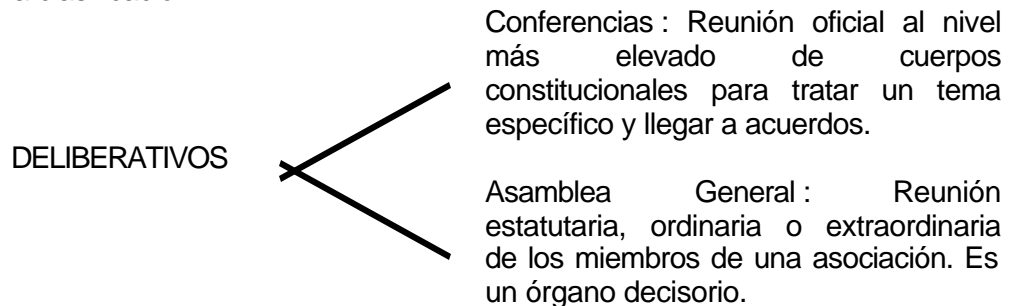 Conferencias : Reunión oficial al nivel
más elevado de cuerpos
constitucionales para tratar un tema
específico y llegar a acuerdos.
DELIBERATIVOS
Asamblea General : Reunión
estatutaria, ordinaria o extraordinaria
de los miembros de una asociación. Es
un órgano decisorio.